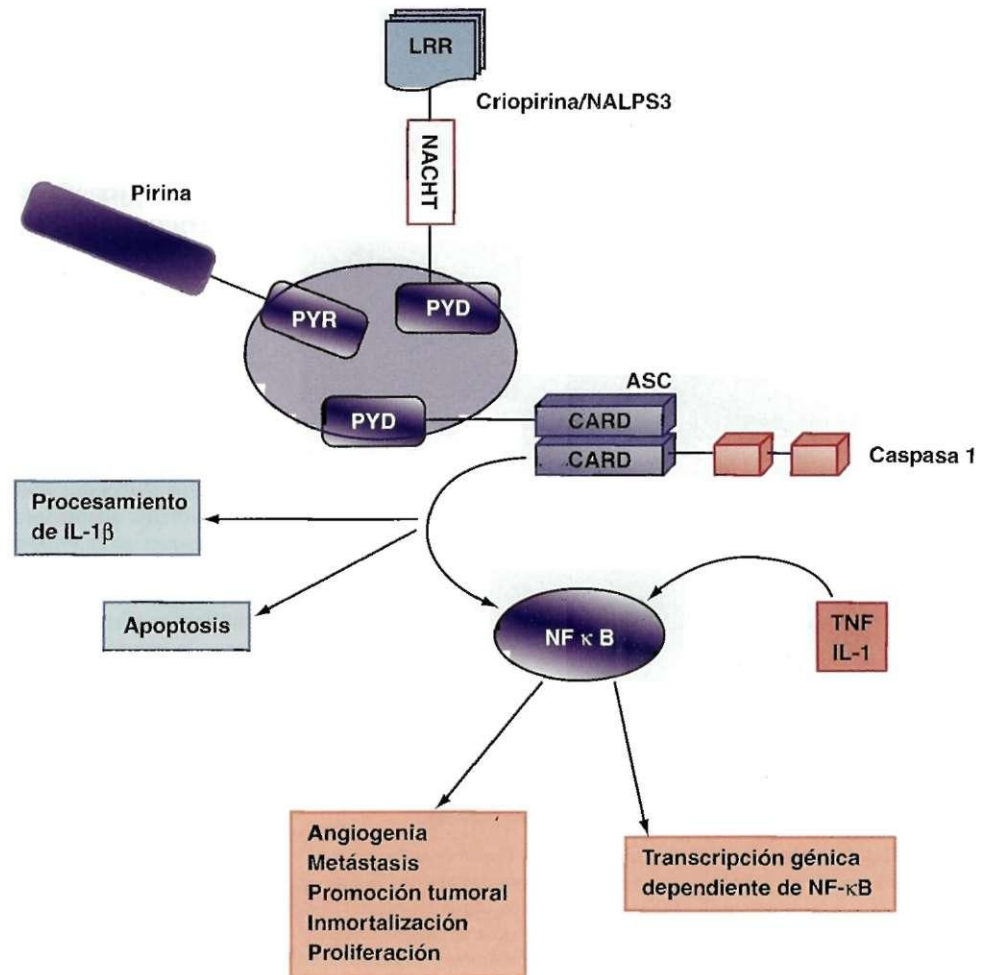 LRR
Criopirina/NALPS3
NACHT
Pirina
PYR
PYD
ASC
PYD
CARD
CARD
Caspasa 1
Procesamiento
de IL-1β
Apoptosis
NF κ B
TNF
IL-1
Angiogenia
Metástasis
Promoción tumoral
Inmortalización
Proliferación
Transcripción génica
dependiente de NF-κB